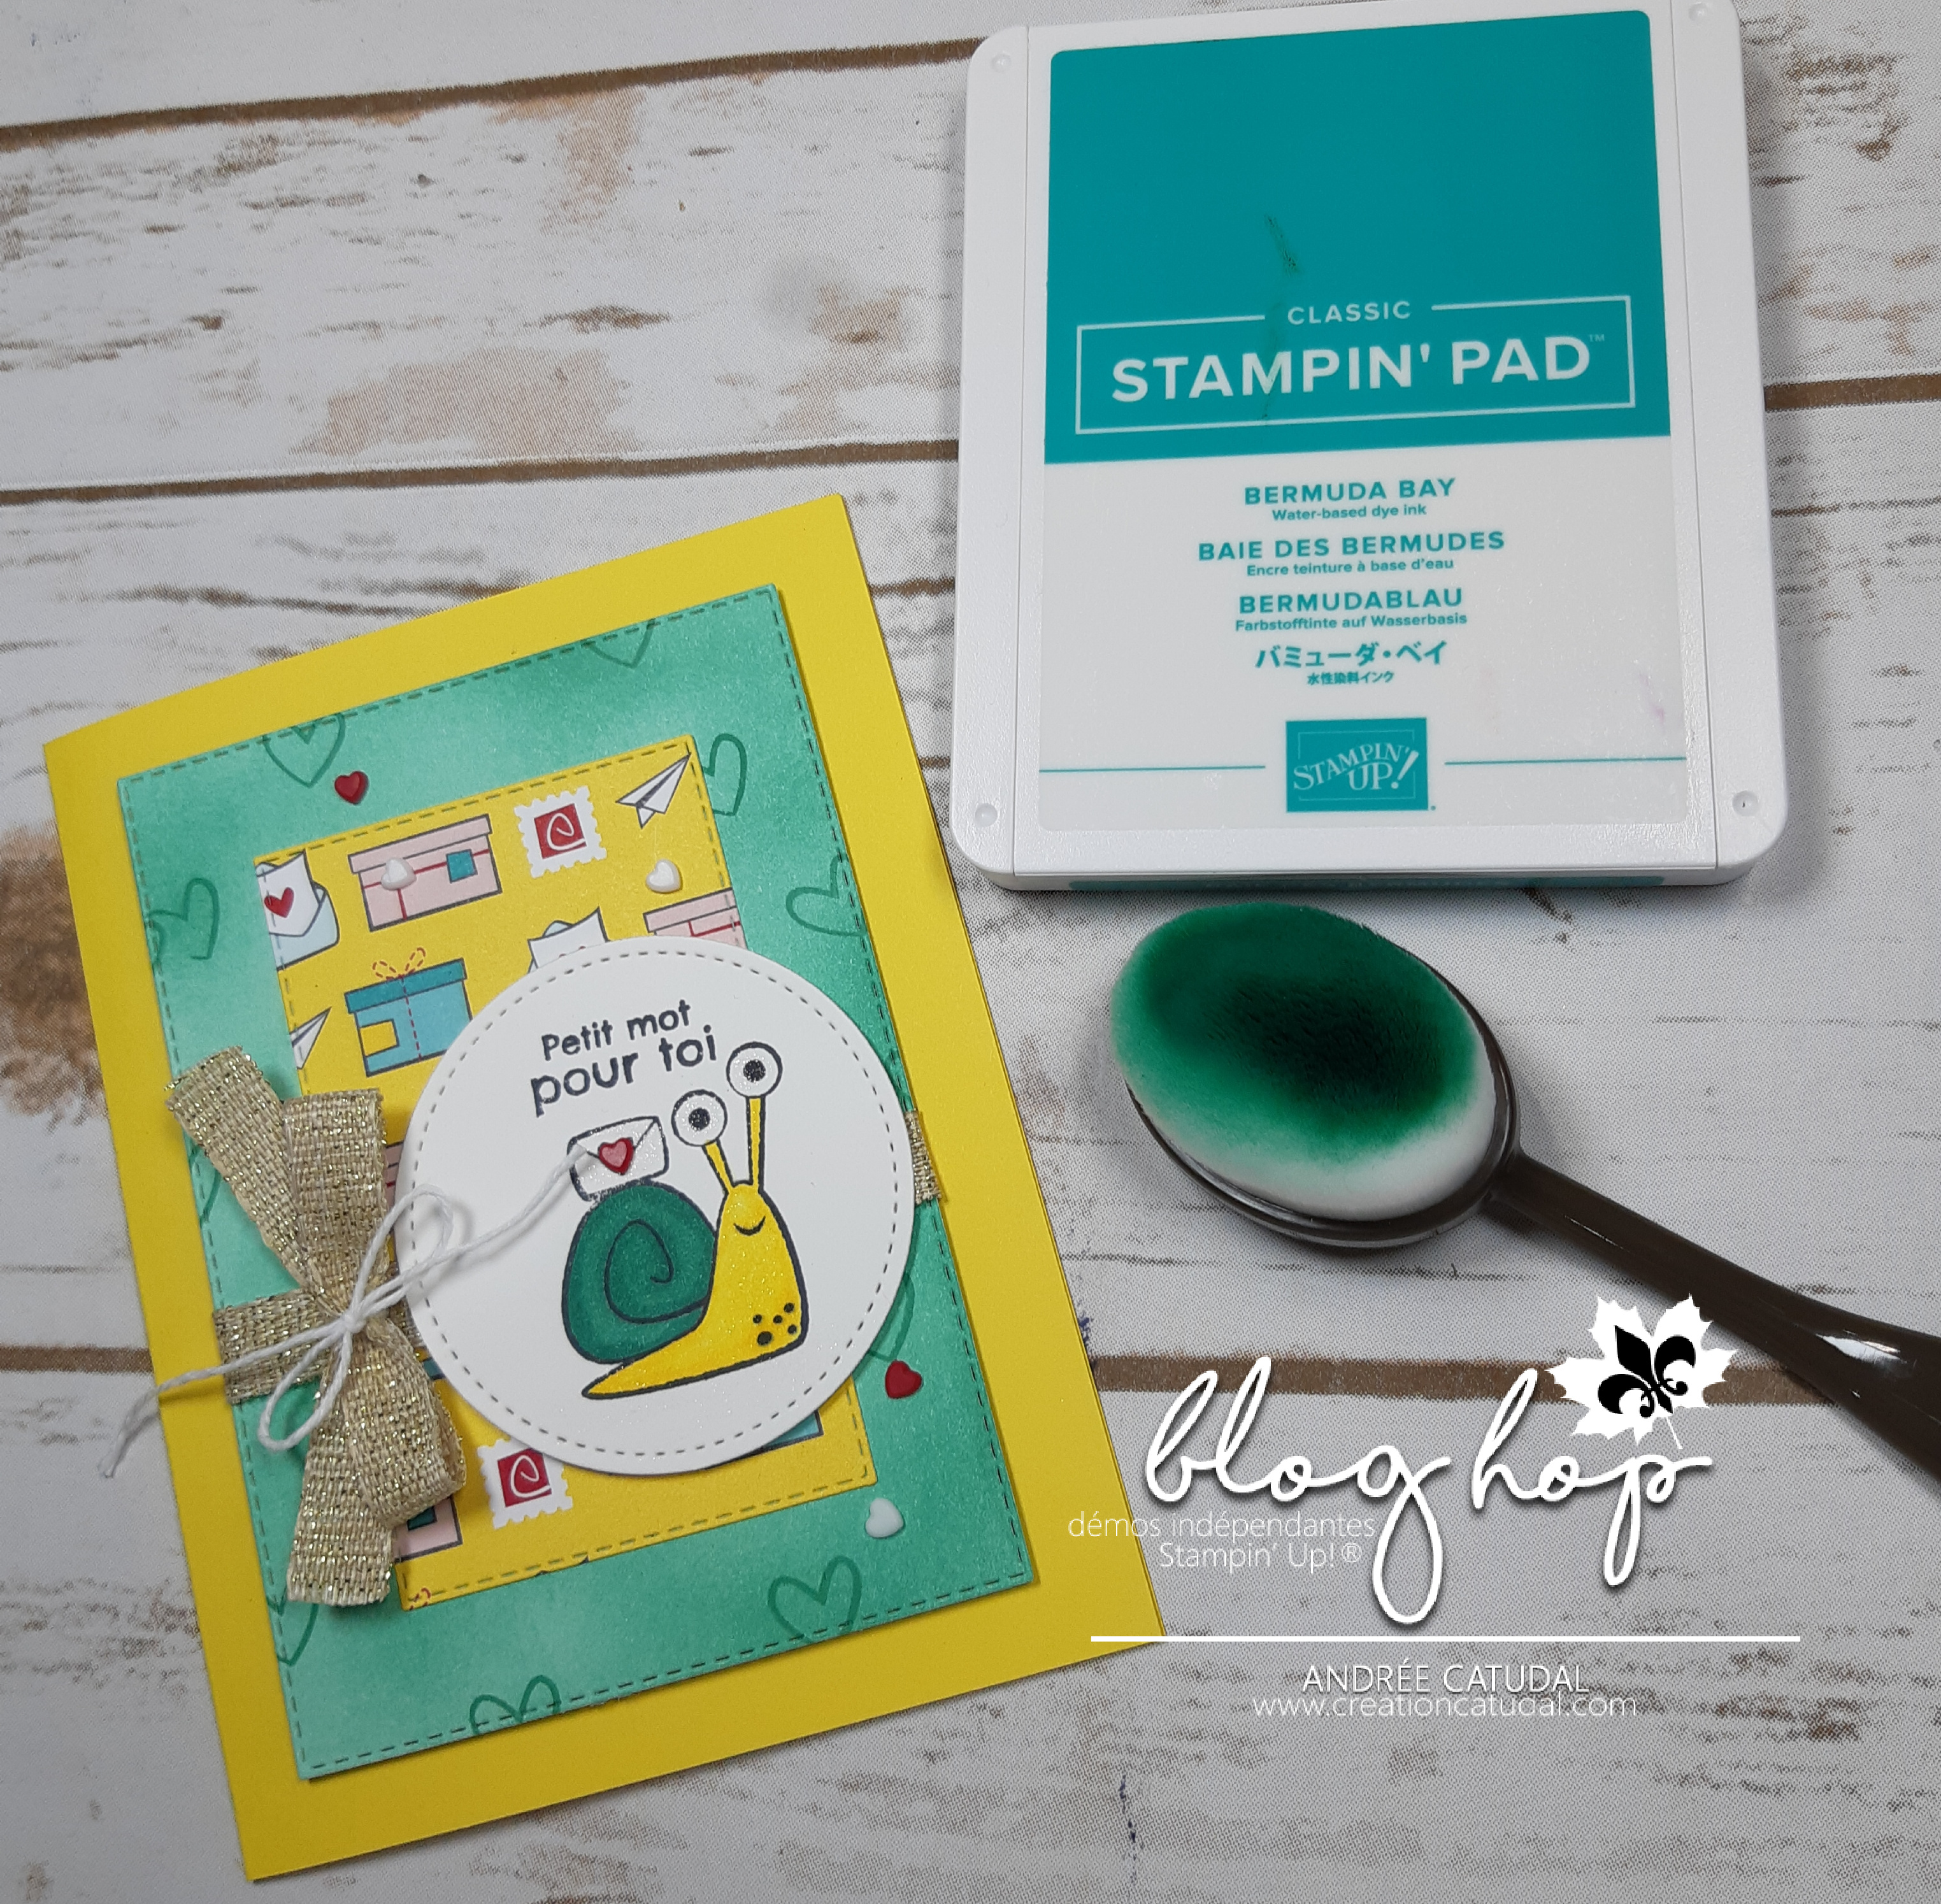 CLASSIC
STAMPIN' PAD™
BERMUDA BAY
Water-based dye ink
BAIE DES BERMUDES
Encre teinture à base d'eau
BERMUDABLAU
Farbstofftinte auf Wasserbasis
バミューダ・ベイ
水性染料インク
STAMPIN'
UP!
Petit mot
pour toi
blog hop
démos indépendantes
Stampin' Up! ®
ANDRÉE CATUDAL
www.creationcatudal.com